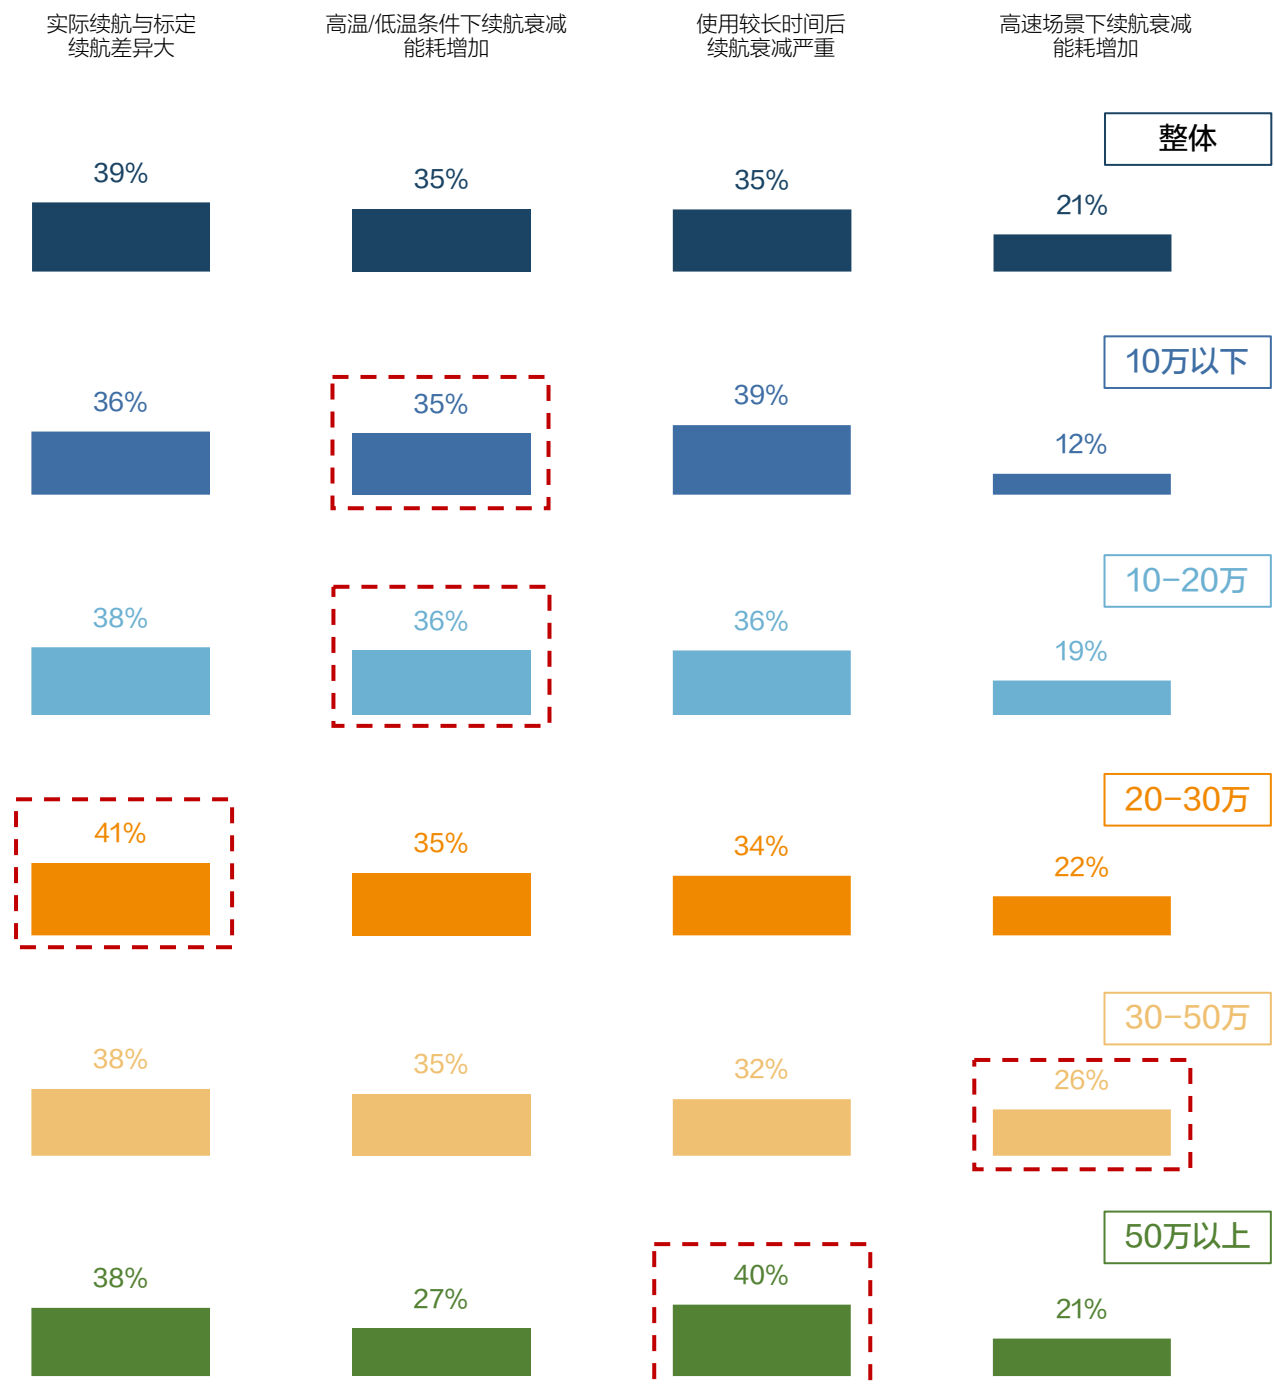 实际续航与标定
续航差异大
高温/低温条件下续航衰减
能耗增加
使用较长时间后
续航衰减严重
高速场景下续航衰减
能耗增加
整体
39%
35%
35%
21%
10万以下
36%
35%
39%
12%
10-20万
38%
36%
36%
19%
20-30万
41%
35%
34%
22%
30-50万
38%
35%
32%
26%
50万以上
38%
27%
40%
21%